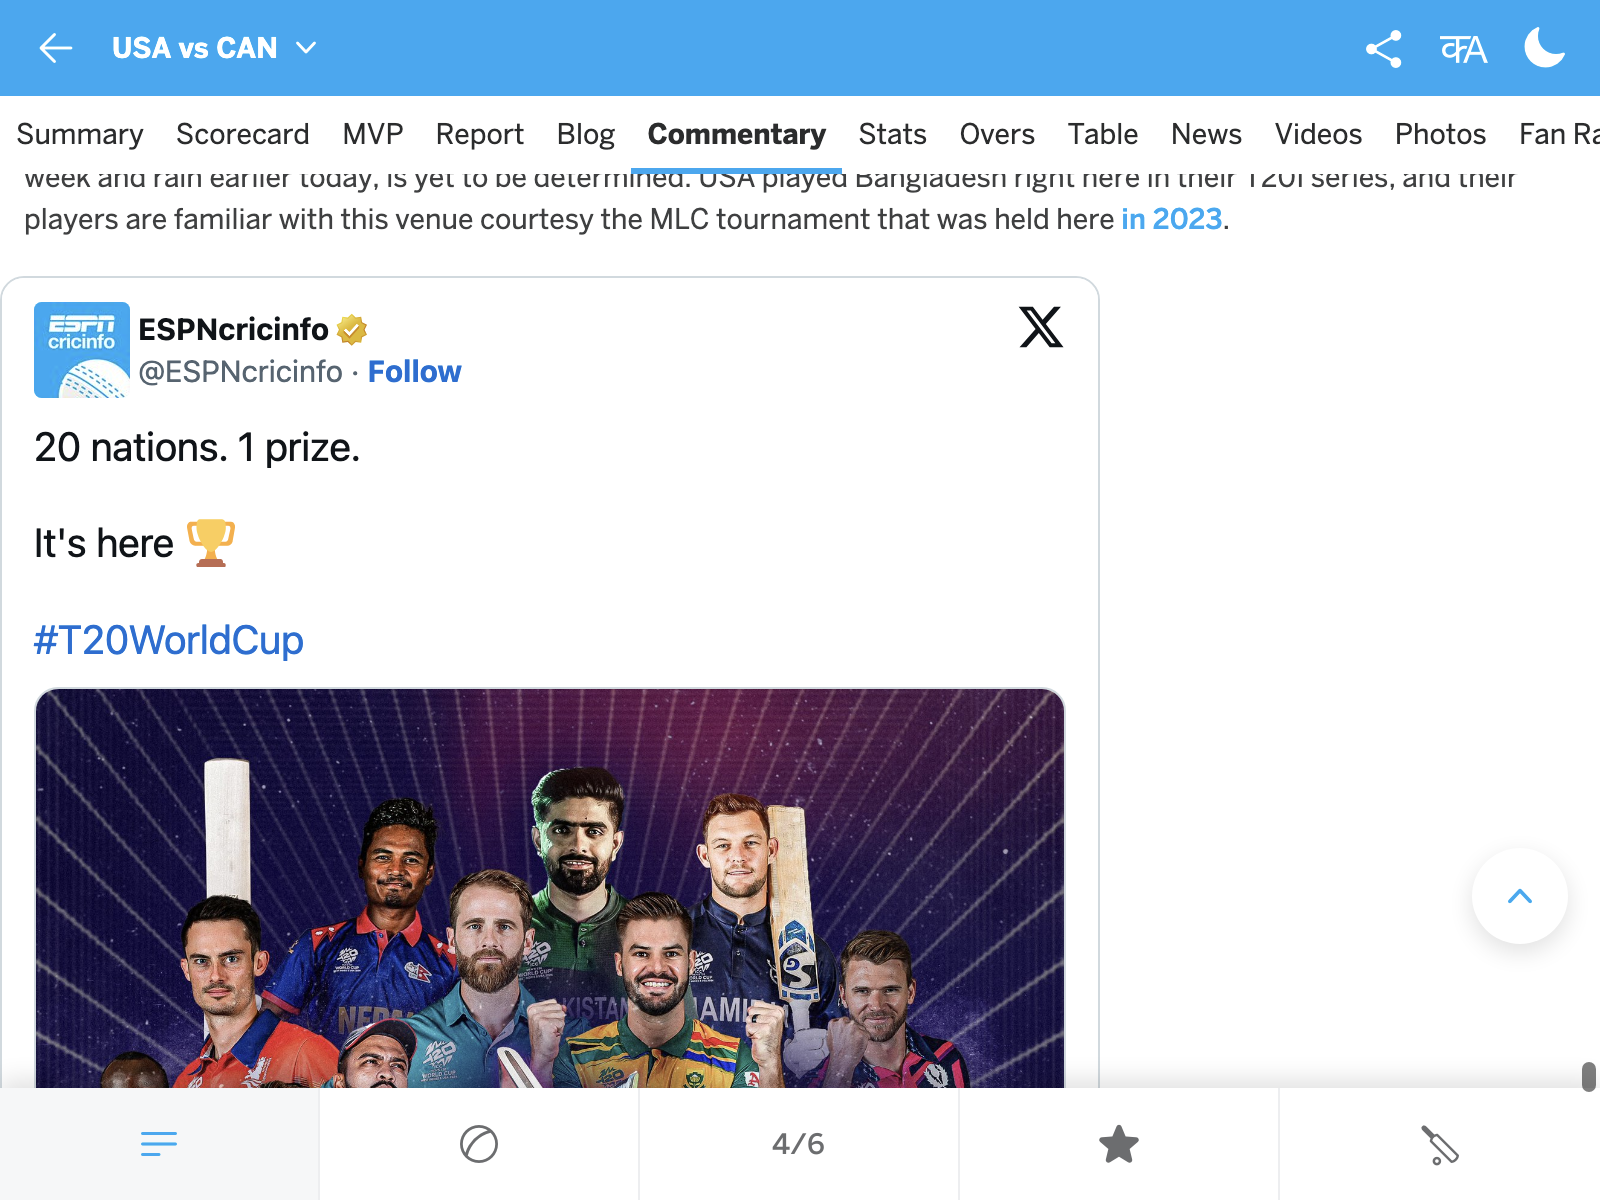 USA vs CAN
Summary Scorecard MVP Report Blog Commentary Stats Overs Table News Videos Photos Fan Ra
week and rain earlier today, is yet to be determined. USA played Bangladesh right here in their T20I series, and their
players are familiar with this venue courtesy the MLC tournament that was held here in 2023.
ESPN
cricinfo
ESPNcricinfo
@ESPNcricinfo · Follow
20 nations. 1 prize.
It's here 🏆
#T20WorldCup
NEPAL
KISTAN
NAMI
4/6